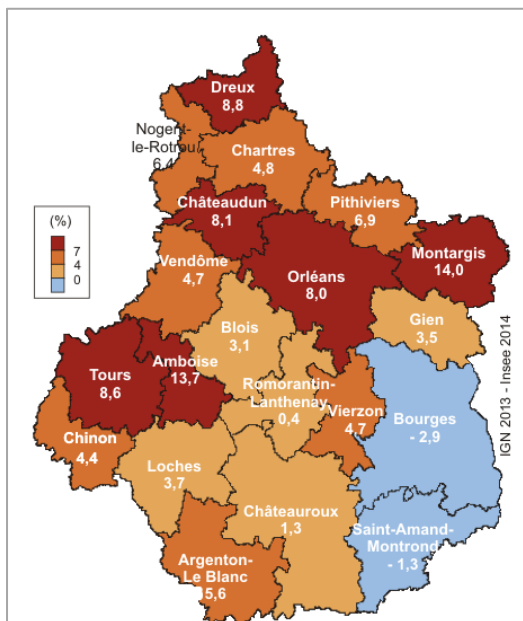 Dreux
8,8
Nogent-
le-Rotrou
6,4
Chartres
4,8
Châteaudun
8,1
Pithiviers
6,9
(%)
7
4
0
Vendôme
4,7
Orléans
8,0
Montargis
14,0
Blois
3,1
Gien
3,5
Tours
8,6
Amboise
13,7
Romorantin-
Lanthenay
0,4
Vierzon
4,7
Bourges
- 2,9
Chinon
4,4
Loches
3,7
Châteauroux
1,3
Saint-Amand-
Montrond
- 1,3
Argenton-
Le Blanc
15,6
IGN 2013 - Insee 2014